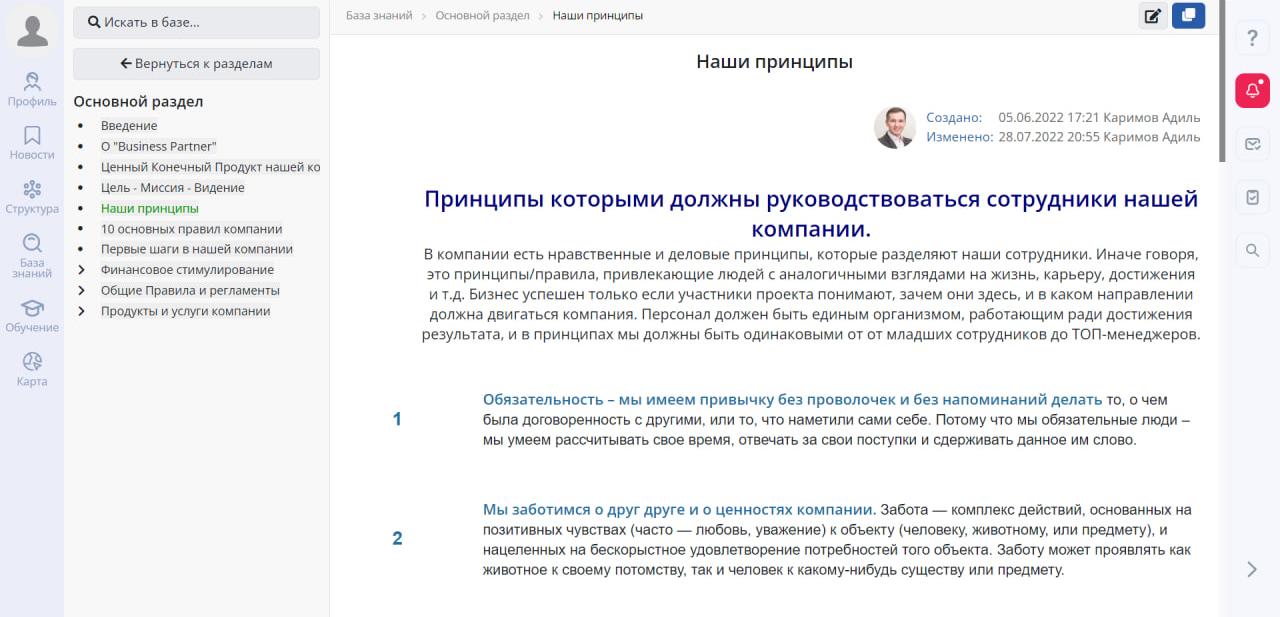 Профиль
Новости
Структура
База
знаний
Обучение
Карта
Искать в базе...
Вернуться к разделам
Основной раздел
Введение
О "Business Partner"
Ценный Конечный Продукт нашей ко
Цель - Миссия - Видение
Наши принципы
10 основных правил компании
Первые шаги в нашей компании
Финансовое стимулирование
Общие Правила и регламенты
Продукты и услуги компании
База знаний > Основной раздел > Наши принципы
Наши принципы
Создано: 05.06.2022 17:21 Каримов Адиль
Изменено: 28.07.2022 20:55 Каримов Адиль
Принципы которыми должны руководствоваться сотрудники нашей
компании.
В компании есть нравственные и деловые принципы, которые разделяют наши сотрудники. Иначе говоря,
это принципы/правила, привлекающие людей с аналогичными взглядами на жизнь, карьеру, достижения
и т.д. Бизнес успешен только если участники проекта понимают, зачем они здесь, и в каком направлении
должна двигаться компания. Персонал должен быть единым организмом, работающим ради достижения
результата, и в принципах мы должны быть одинаковыми от от младших сотрудников до ТОП-менеджеров.
1
Обязательность – мы имеем привычку без проволочек и без напоминаний делать то, о чем
была договоренность с другими, или то, что наметили сами себе. Потому что мы обязательные люди –
мы умеем рассчитывать свое время, отвечать за свои поступки и сдерживать данное им слово.
2
Мы заботимся о друг друге и о ценностях компании. Забота — комплекс действий, основанных на
позитивных чувствах (часто — любовь, уважение) к объекту (человеку, животному, или предмету), и
нацеленных на бескорыстное удовлетворение потребностей того объекта. Заботу может проявлять как
животное к своему потомству, так и человек к какому-нибудь существу или предмету.